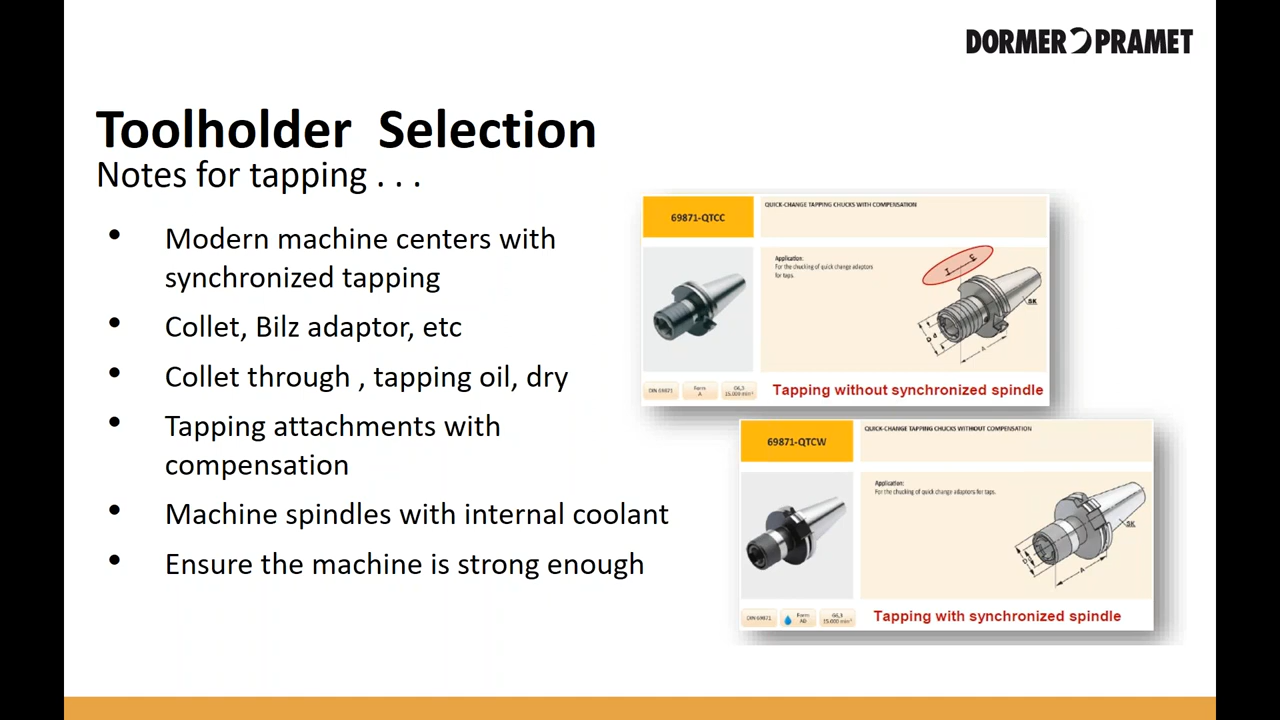 DORMER PRAMET
Toolholder Selection
Notes for tapping . . .
• Modern machine centers with
synchronized tapping
• Collet, Bilz adaptor, etc
• Collet through , tapping oil, dry
• Tapping attachments with
compensation
• Machine spindles with internal coolant
• Ensure the machine is strong enough
69871-QTCC
QUICK-CHANGE TAPPING CHUCKS WITH COMPENSATION
Application:
For the chucking of quick change adaptors
for taps.
SK
D d
A
DIN 69871
Form
A
G6,3
15.000 min⁻¹
Tapping without synchronized spindle
69871-QTCW
QUICK-CHANGE TAPPING CHUCKS WITHOUT COMPENSATION
Application:
For the chucking of quick change adaptors for taps.
SK
D d
A
DIN 69871
Form
AD
G6,3
15.000 min⁻¹
Tapping with synchronized spindle